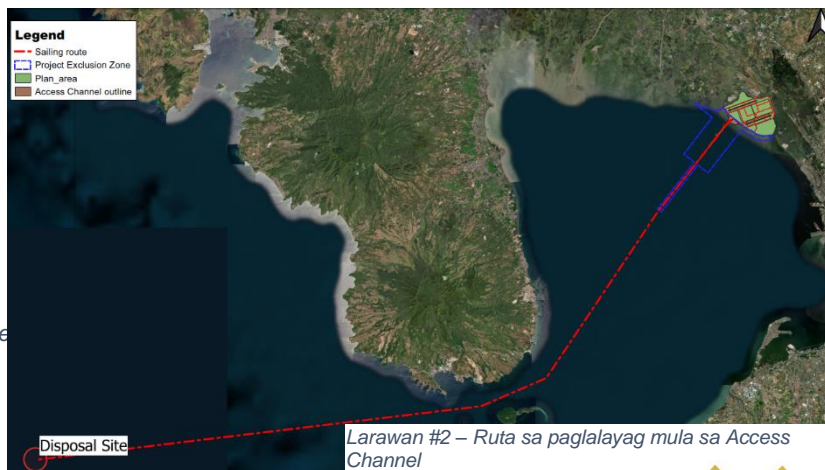 Legend
Sailing route
Project Exclusion Zone
Plan_area
Access Channel outline
Disposal Site
Larawan #2 – Ruta sa paglalayag mula sa Access
Channel